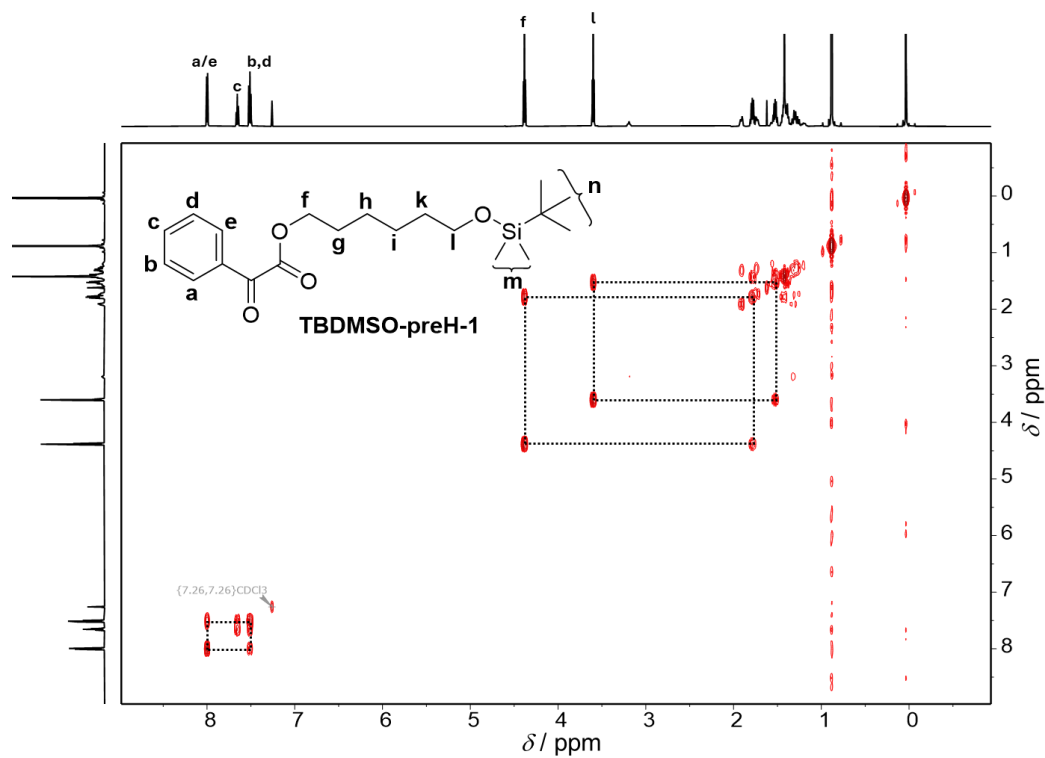 f
l
a/e
b,d
c
0
1
2
3
4
5
6
7
8
δ / ppm
d
c
e
b
a
f
h
k
g
i
l
O
O
O
O
Si
n
m
TBDMSO-preH-1
{7.26,7.26}CDCl3
8
7
6
5
4
3
2
1
0
δ / ppm